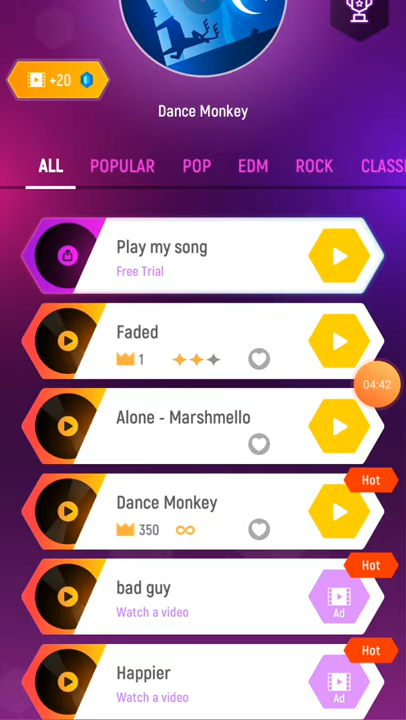 +20
Dance Monkey
ALL POPULAR POP EDM ROCK CLASS
Play my song
Free Trial
Faded
1
04:42
Alone - Marshmello
Hot
Dance Monkey
350
Hot
bad guy
Watch a video
Ad
Hot
Happier
Watch a video
Ad